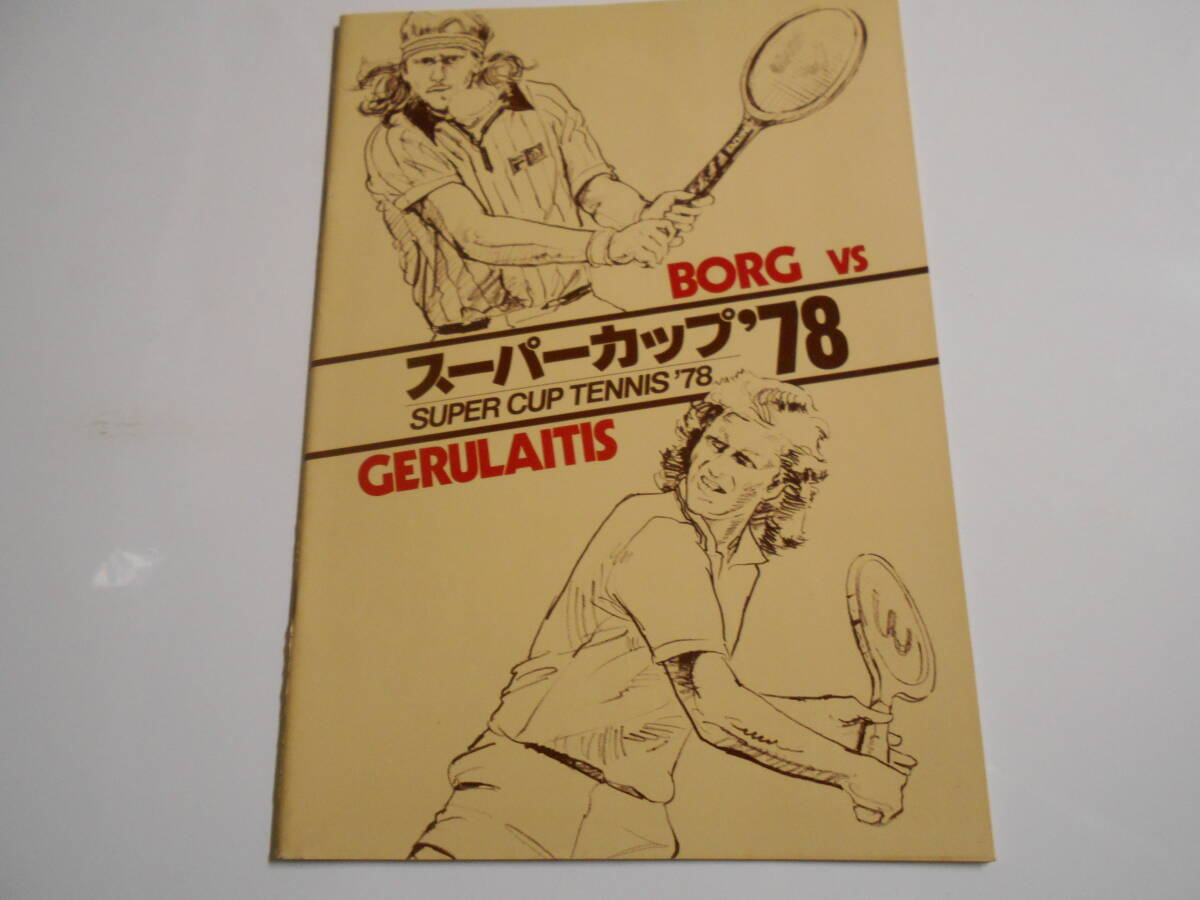 BORG VS
スーパーカップ'78
SUPER CUP TENNIS '78
GERULAITIS
W